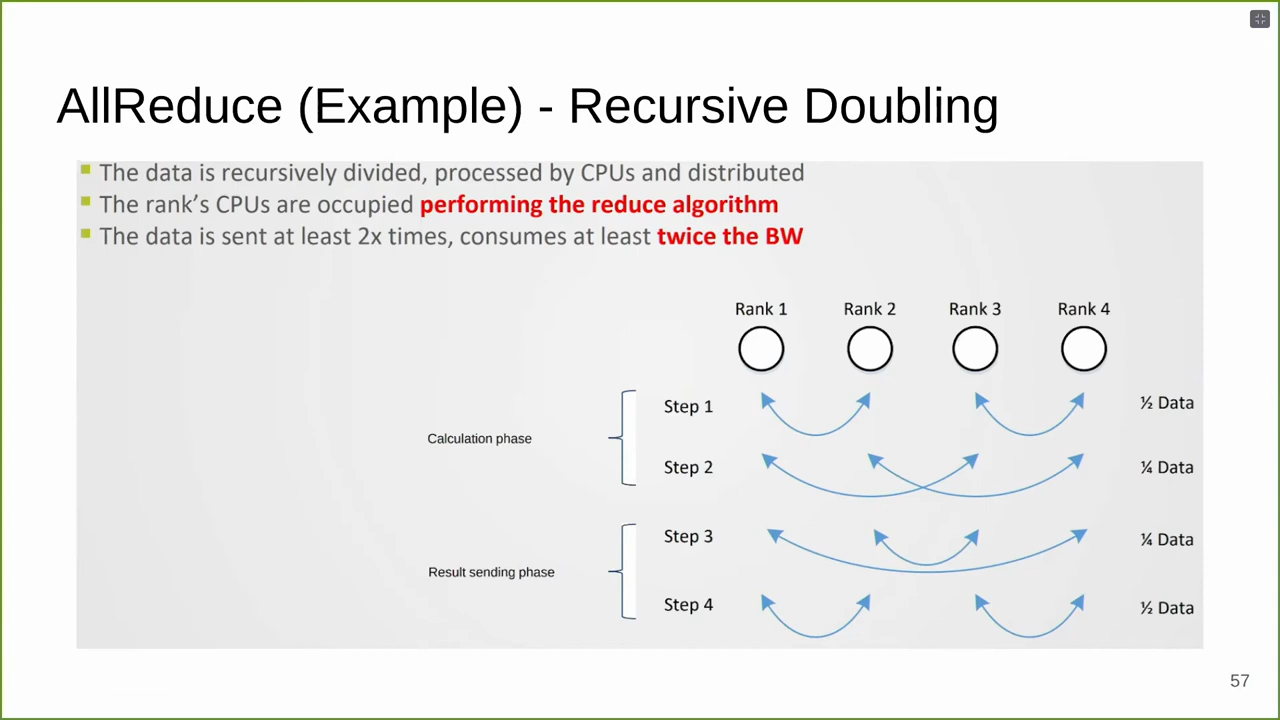 AllReduce (Example) - Recursive Doubling
The data is recursively divided, processed by CPUs and distributed
The rank's CPUs are occupied performing the reduce algorithm
The data is sent at least 2x times, consumes at least twice the BW
Rank 1 Rank 2 Rank 3 Rank 4
Step 1 ½ Data
Calculation phase
Step 2 ¼ Data
Step 3 ¼ Data
Result sending phase
Step 4 ½ Data
57